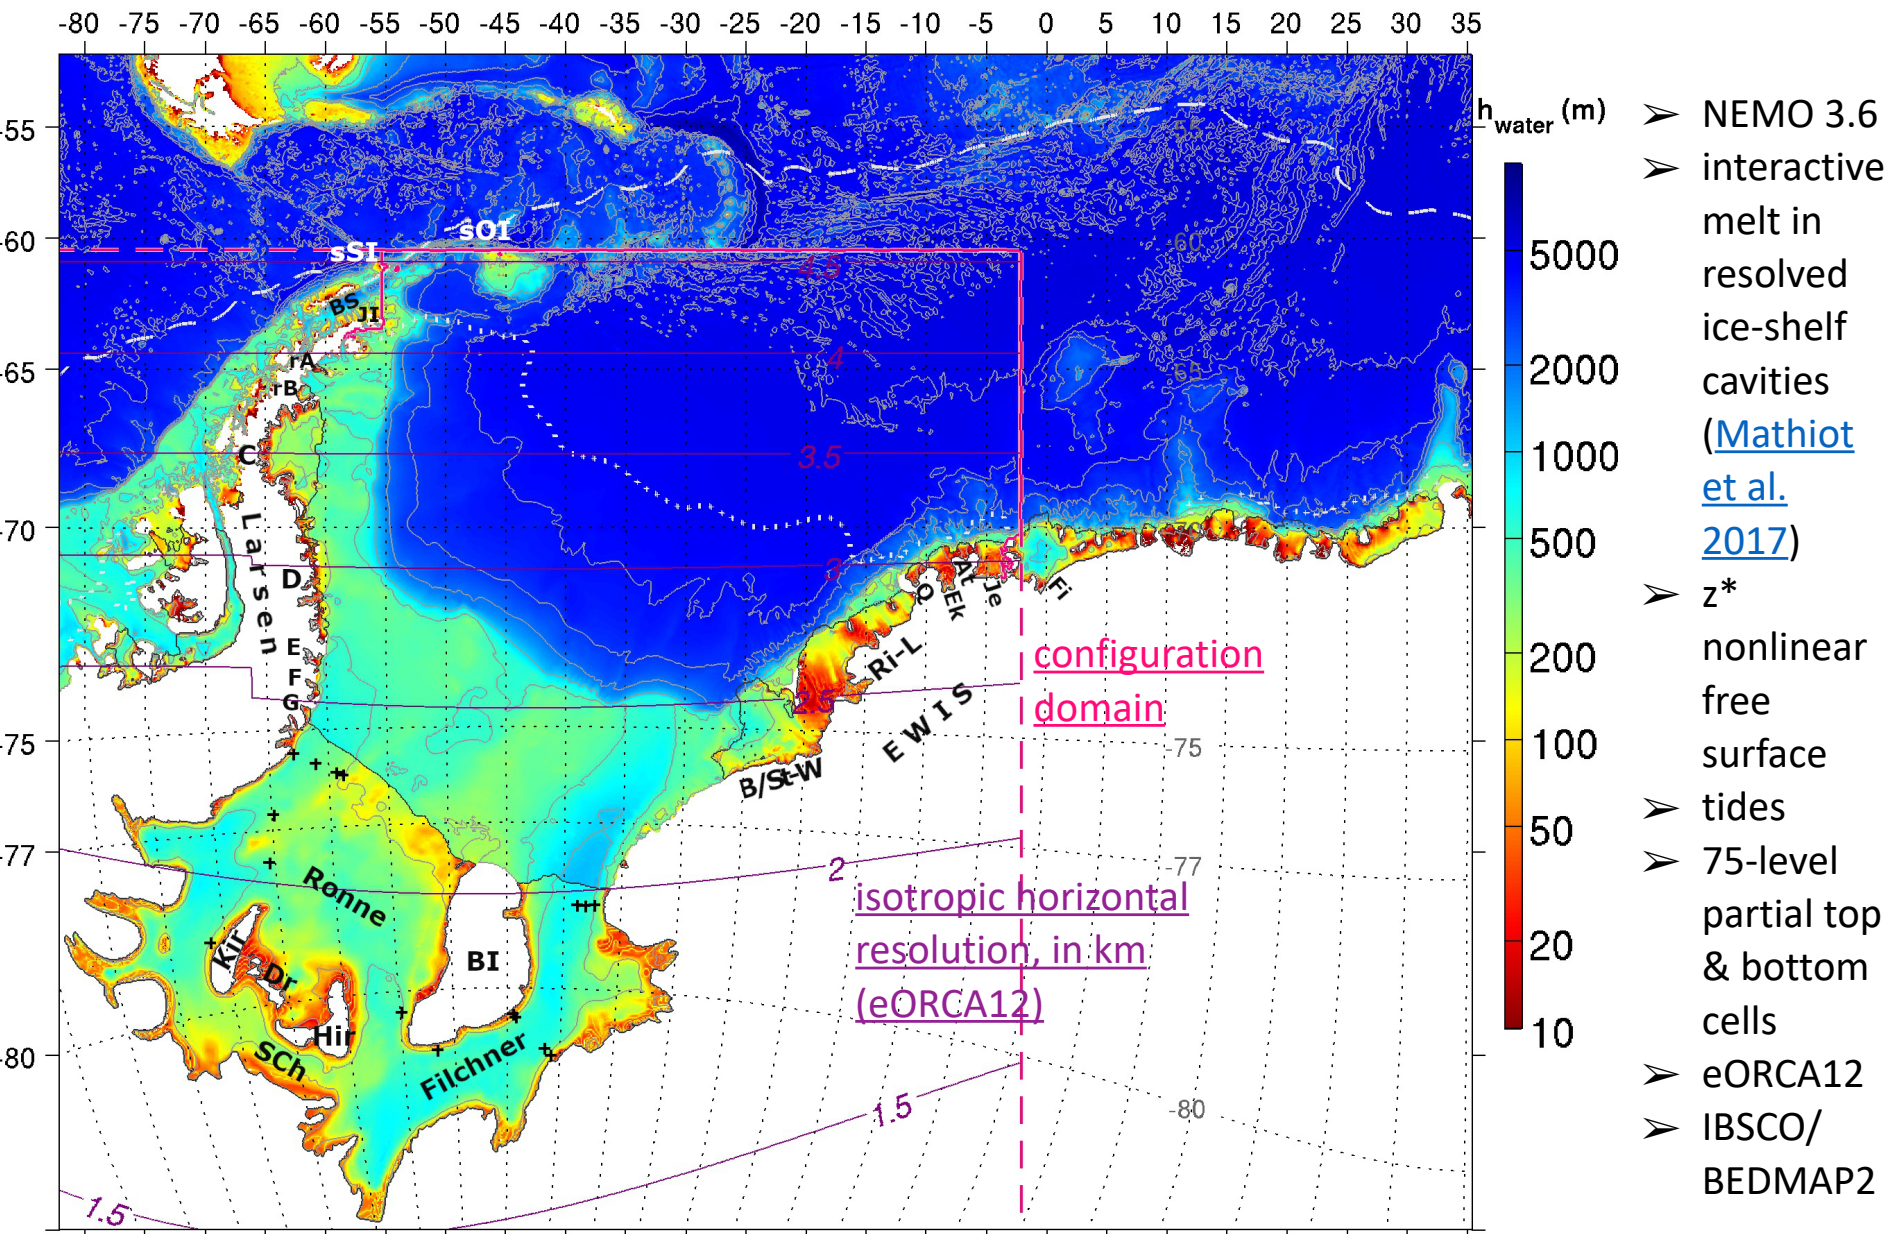 -80 -75 -70 -65 -60 -55 -50 -45 -40 -35 -30 -25 -20 -15 -10 -5 0 5 10 15 20 25 30 35
-55
-60
-65
-70
-75
-77
-80
sSI
sOI
BS
JI
rA
rB
C
Larsen
D
E
F
G
4.5
4
3.5
3
2.5
2
1.5
1.5
-60
-65
-70
-75
-77
-80
Q
At
Ek
Je
Fi
Ri-L
EWIS
B/St-W
Ronne
Kir
Dr
Hir
SCh
BI
Filchner
configuration
domain
isotropic horizontal
resolution, in km
(eORCA12)
h water (m)
5000
2000
1000
500
200
100
50
20
10
➢ NEMO 3.6
➢ interactive
melt in
resolved
ice-shelf
cavities
(Mathiot
et al.
2017)
➢ z*
nonlinear
free
surface
➢ tides
➢ 75-level
partial top
& bottom
cells
➢ eORCA12
➢ IBSCO/
BEDMAP2